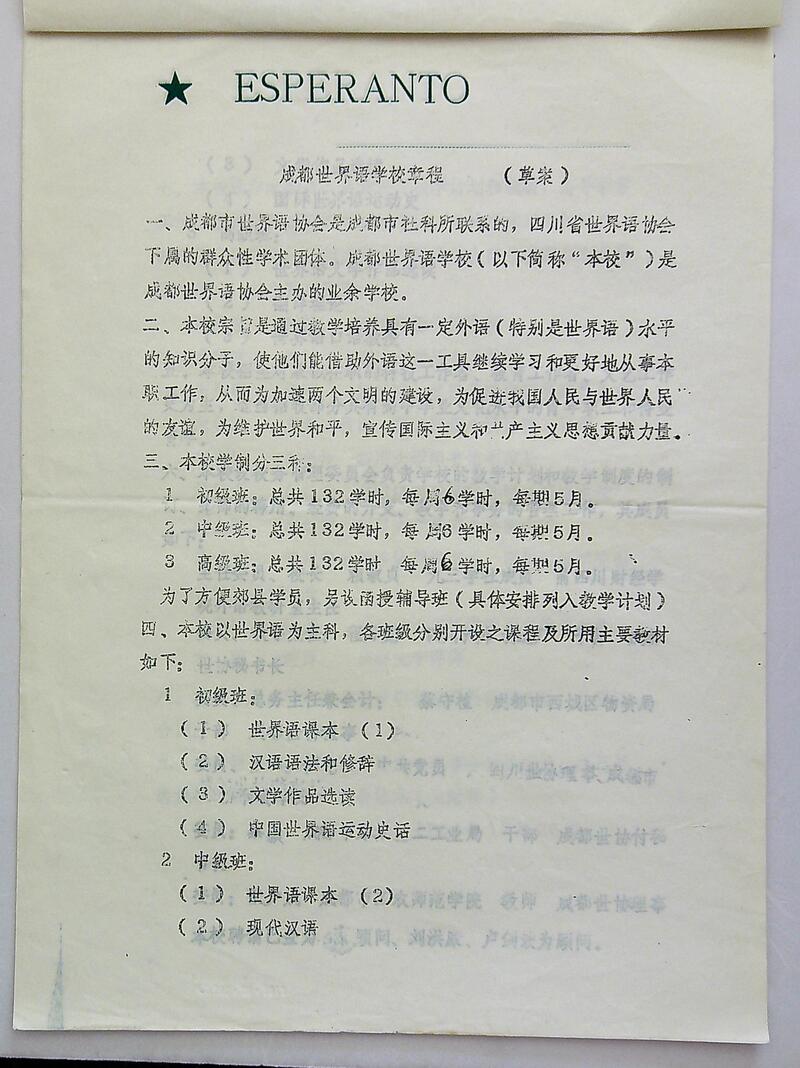 ★ ESPERANTO
成都世界语学校章程 （草案）
一、成都市世界语协会是成都市社科所联系的，四川省世界语协会
下属的群众性学术团体。成都世界语学校（以下简称“本校”）是
成都世界语协会主办的业余学校。
二、本校宗旨是通过教学培养具有一定外语（特别是世界语）水平
的知识分子，使他们能借助外语这一工具继续学习和更好地从事本
职工作，从而为加速两个文明的建设，为促进我国人民与世界人民
的友谊，为维护世界和平，宣传国际主义和共产主义思想贡献力量。
三、本校学制分三种：
1 初级班：总共132学时，每周6学时，每期5月。
2 中级班：总共132学时，每周6学时，每期5月。
3 高级班：总共132学时 每周6学时，每期5月。
为了方便郊县学员，另设函授辅导班（具体安排列入教学计划）
四、本校以世界语为主科，各班级分别开设之课程及所用主要教材
如下：
1 初级班：
（1） 世界语课本 （1）
（2） 汉语语法和修辞
（3） 文学作品选读
（4） 中国世界语运动史话
2 中级班：
（1） 世界语课本 （2）
（2） 现代汉语